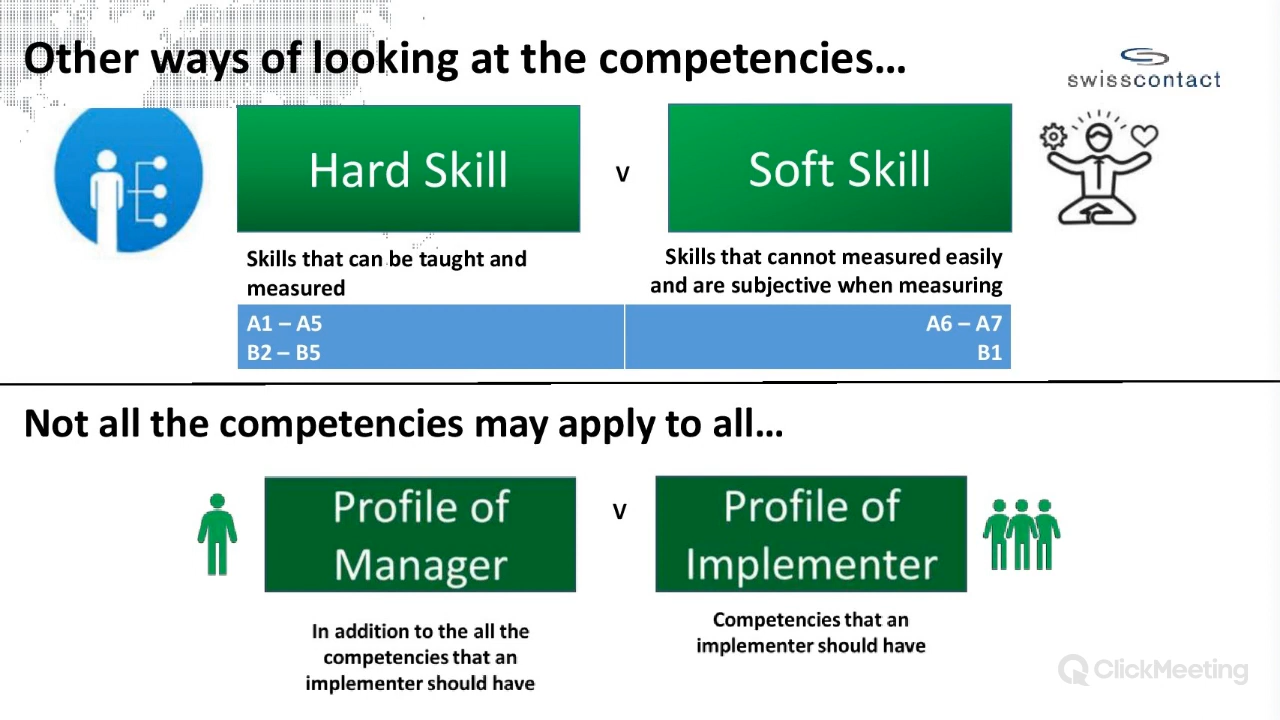 Other ways of looking at the competencies...
swisscontact
Hard Skill
v
Soft Skill
Skills that can be taught and
measured
Skills that cannot measured easily
and are subjective when measuring
A1 – A5
B2 – B5
A6 – A7
B1
Not all the competencies may apply to all...
Profile of
Manager
v
Profile of
Implementer
In addition to the all the
competencies that an
implementer should have
Competencies that an
implementer should have
ClickMeeting